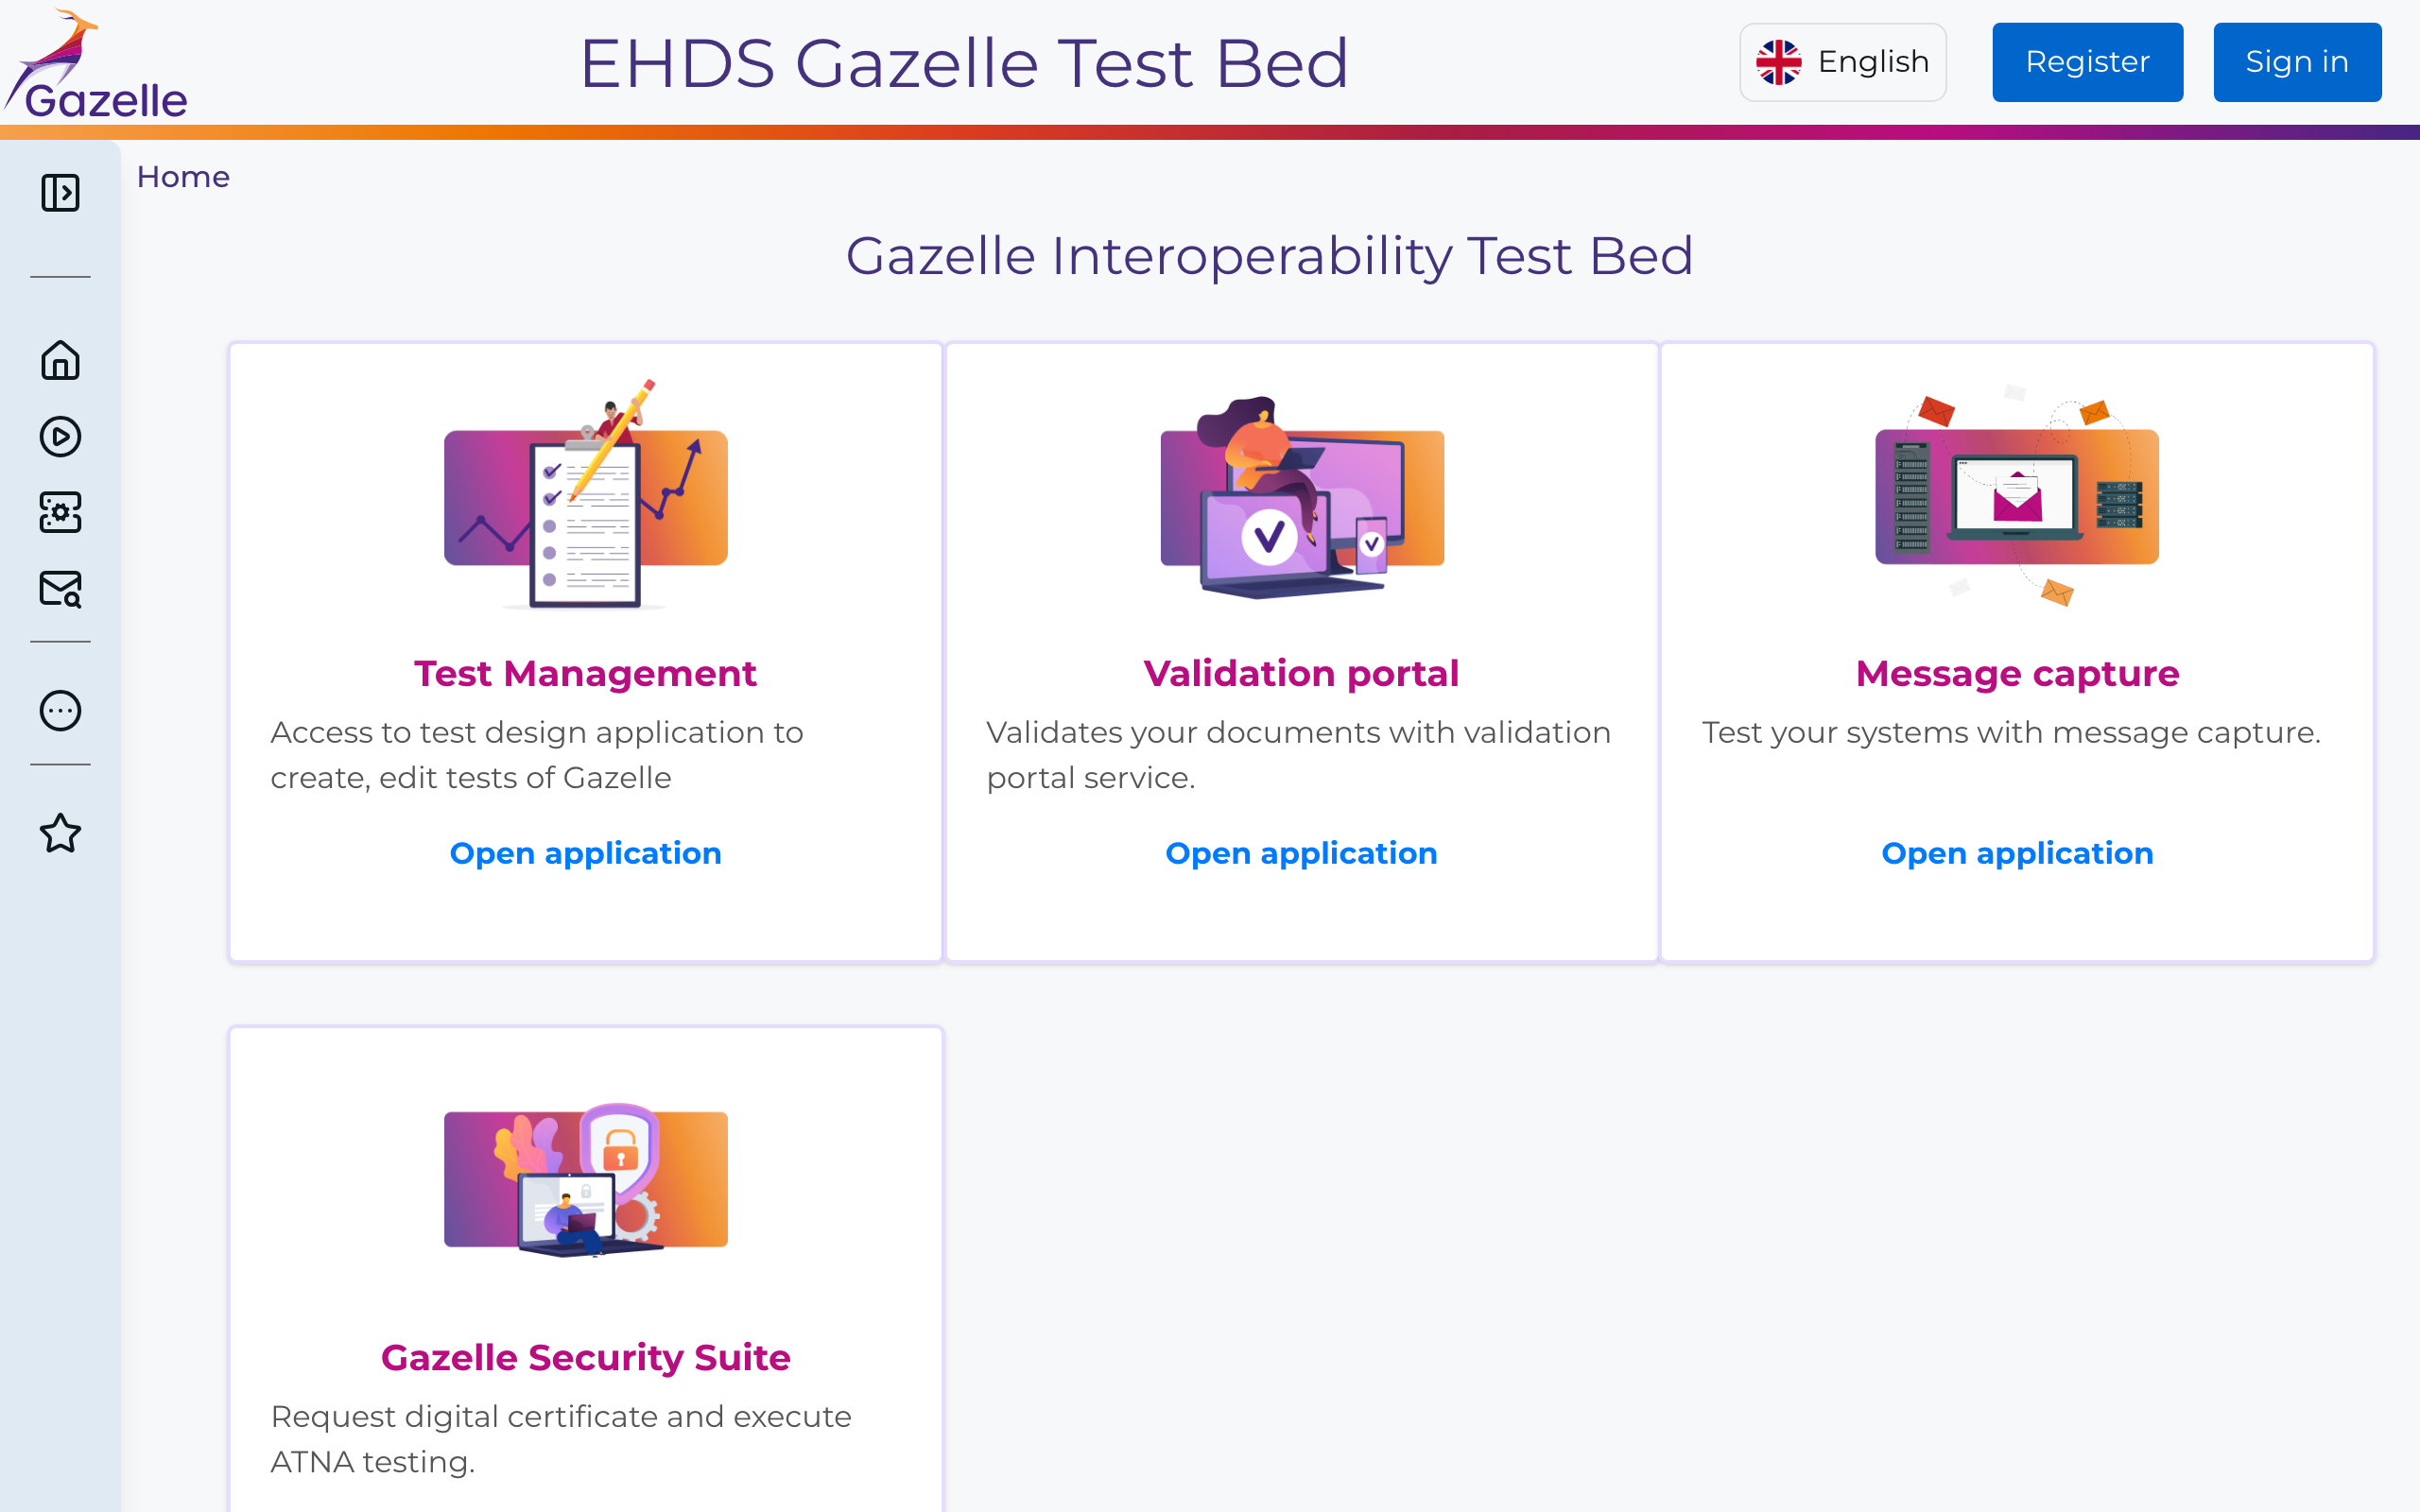 Gazelle
EHDS Gazelle Test Bed
English
Register
Sign in
Home
Gazelle Interoperability Test Bed
Test Management
Access to test design application to
create, edit tests of Gazelle
Open application
Validation portal
Validates your documents with validation
portal service.
Open application
Message capture
Test your systems with message capture.
Open application
Gazelle Security Suite
Request digital certificate and execute
ATNA testing.